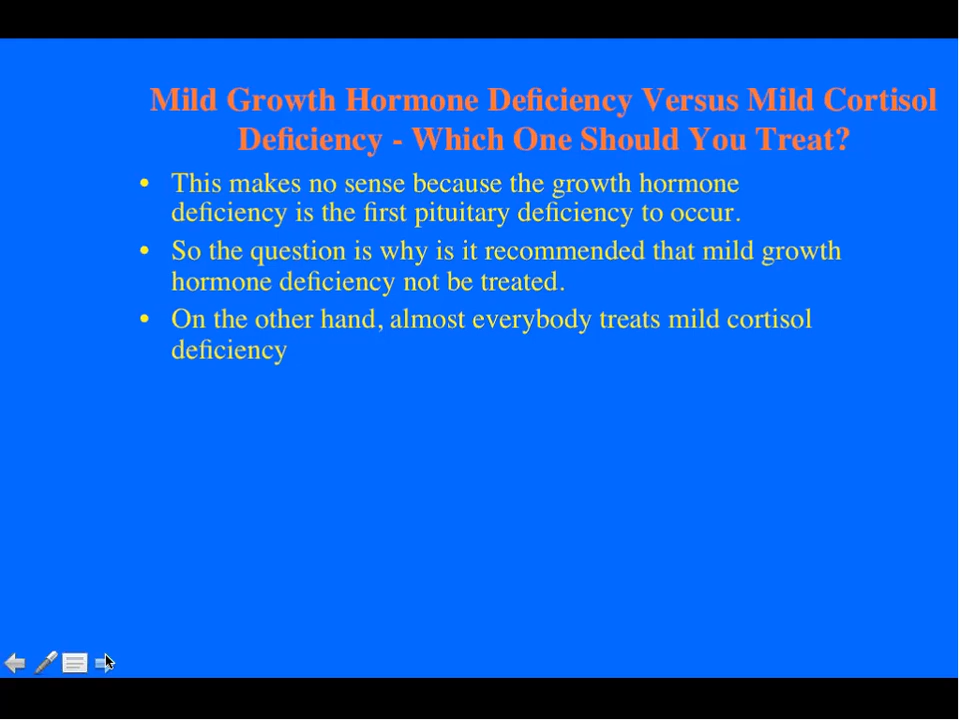 Mild Growth Hormone Deficiency Versus Mild Cortisol
Deficiency - Which One Should You Treat?
• This makes no sense because the growth hormone
deficiency is the first pituitary deficiency to occur.
• So the question is why is it recommended that mild growth
hormone deficiency not be treated.
• On the other hand, almost everybody treats mild cortisol
deficiency